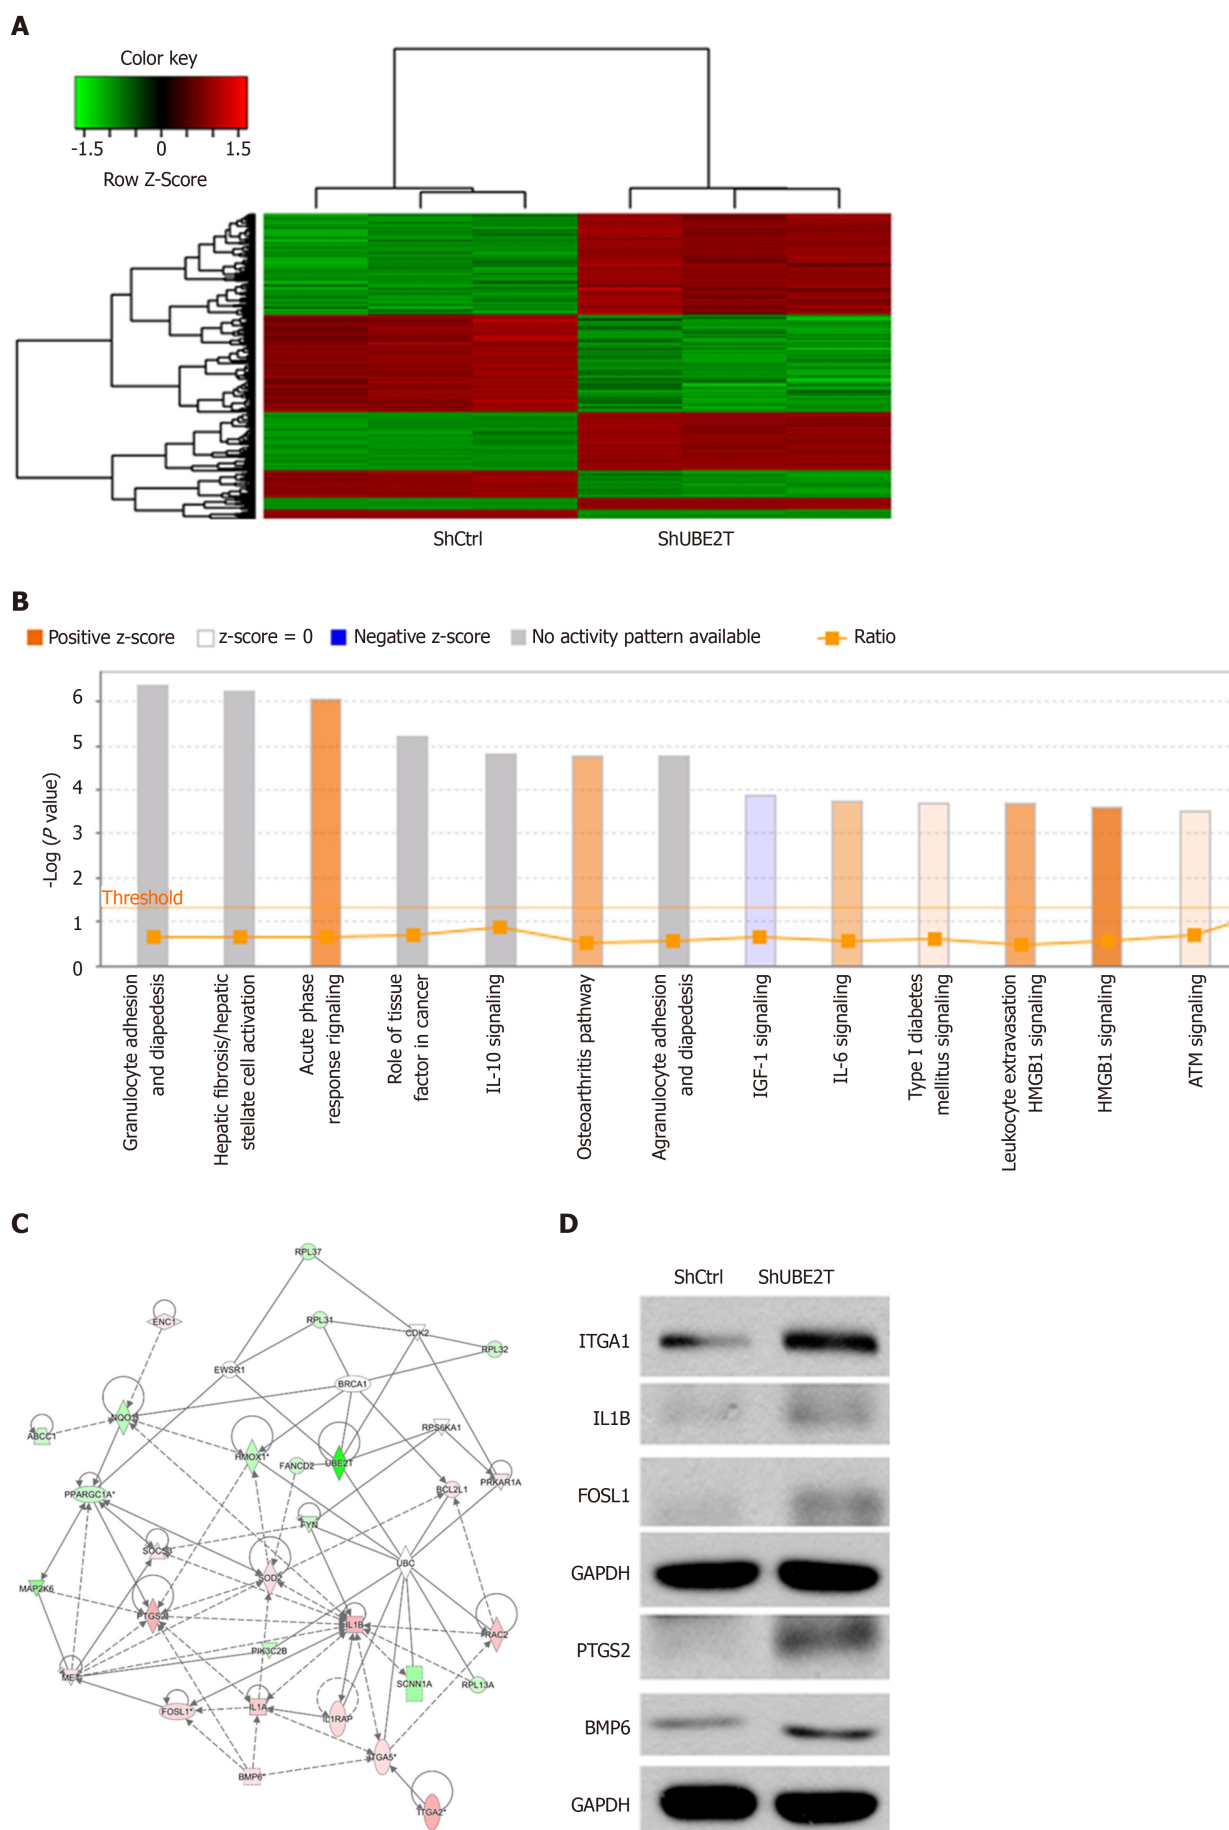 A
Color key
-1.5 0 1.5
Row Z-Score
ShCtrl ShUBE2T
B
Positive z-score z-score = 0 Negative z-score No activity pattern available Ratio
-Log (P value)
6
5
4
3
2
1
0
Threshold
Granulocyte adhesion
and diapedesis
Hepatic fibrosis/hepatic
stellate cell activation
Acute phase
response rignaling
Role of tissue
factor in cancer
IL-10 signaling
Osteoarthritis pathway
Agranulocyte adhesion
and diapedesis
IGF-1 signaling
IL-6 signaling
Type I diabetes
mellitus signaling
Leukocyte extravasation
HMGB1 signaling
HMGB1 signaling
ATM signaling
C
RPL37
ENC1
RPL31
CDK2
RPL32
EWSR1
BRCA1
NQO1
ABCC1
RPS6KA1
HMOX1*
FANCD2
UBE2T
BCL2L1
PRKAR1A
PPARGC1A*
FYN
SOCS3
UBC
SOD2
MAP2K6
PTGS2
IL1B
RAC2
PIK3C2B
MET
SCNN1A
RPL13A
FOSL1*
IL1A
IL1RAP
ITGA5*
BMP6*
ITGA2*
D
ShCtrl ShUBE2T
ITGA1
IL1B
FOSL1
GAPDH
PTGS2
BMP6
GAPDH